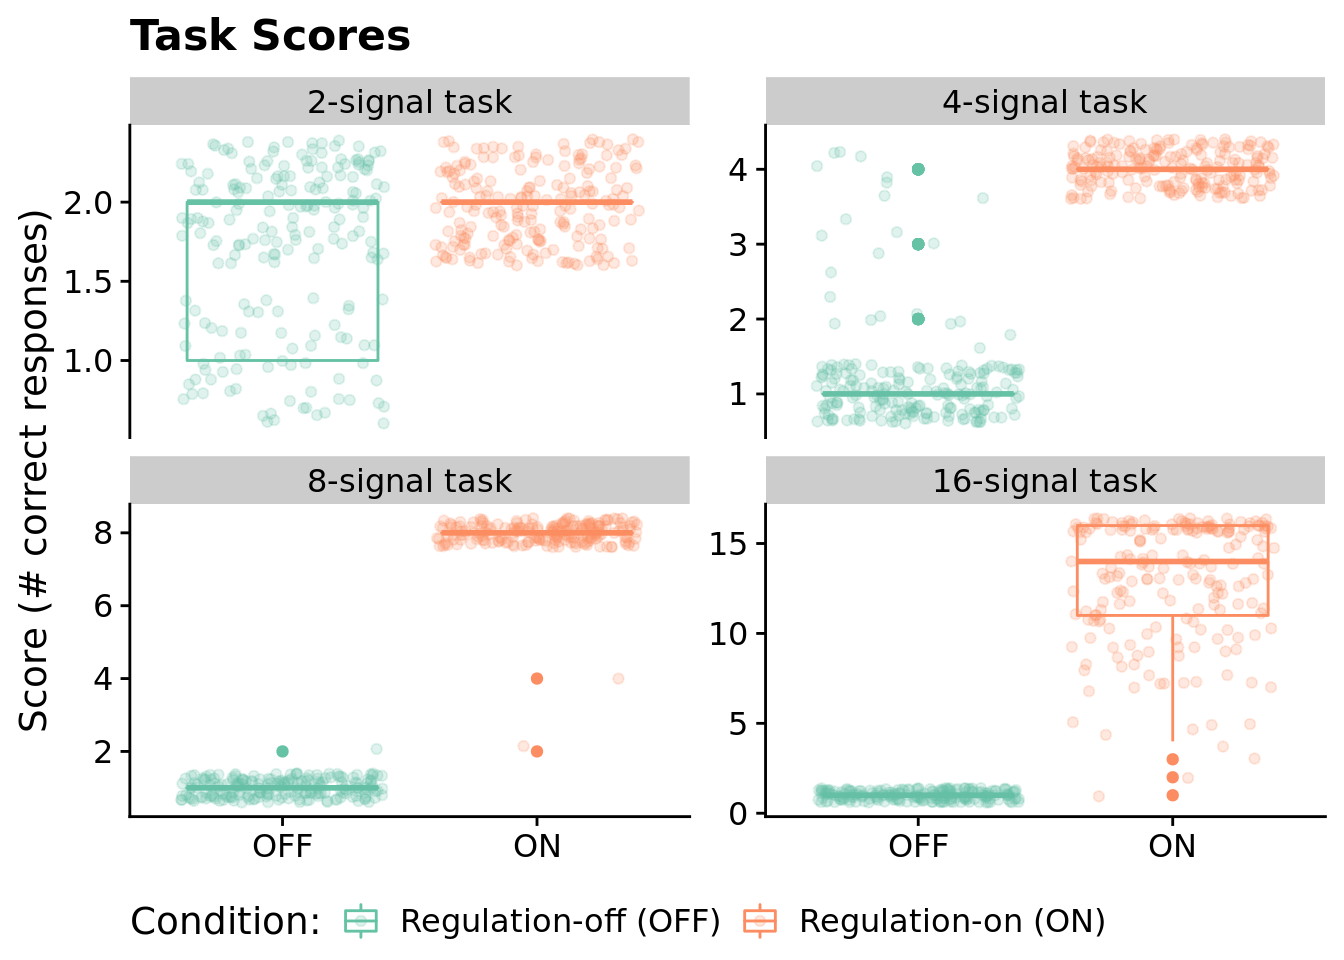 Task Scores
2-signal task
4-signal task
2.0
1.5
1.0
4
3
2
1
Score (# correct responses)
8-signal task
16-signal task
8
6
4
2
15
10
5
0
OFF
ON
OFF
ON
Condition: Regulation-off (OFF) Regulation-on (ON)